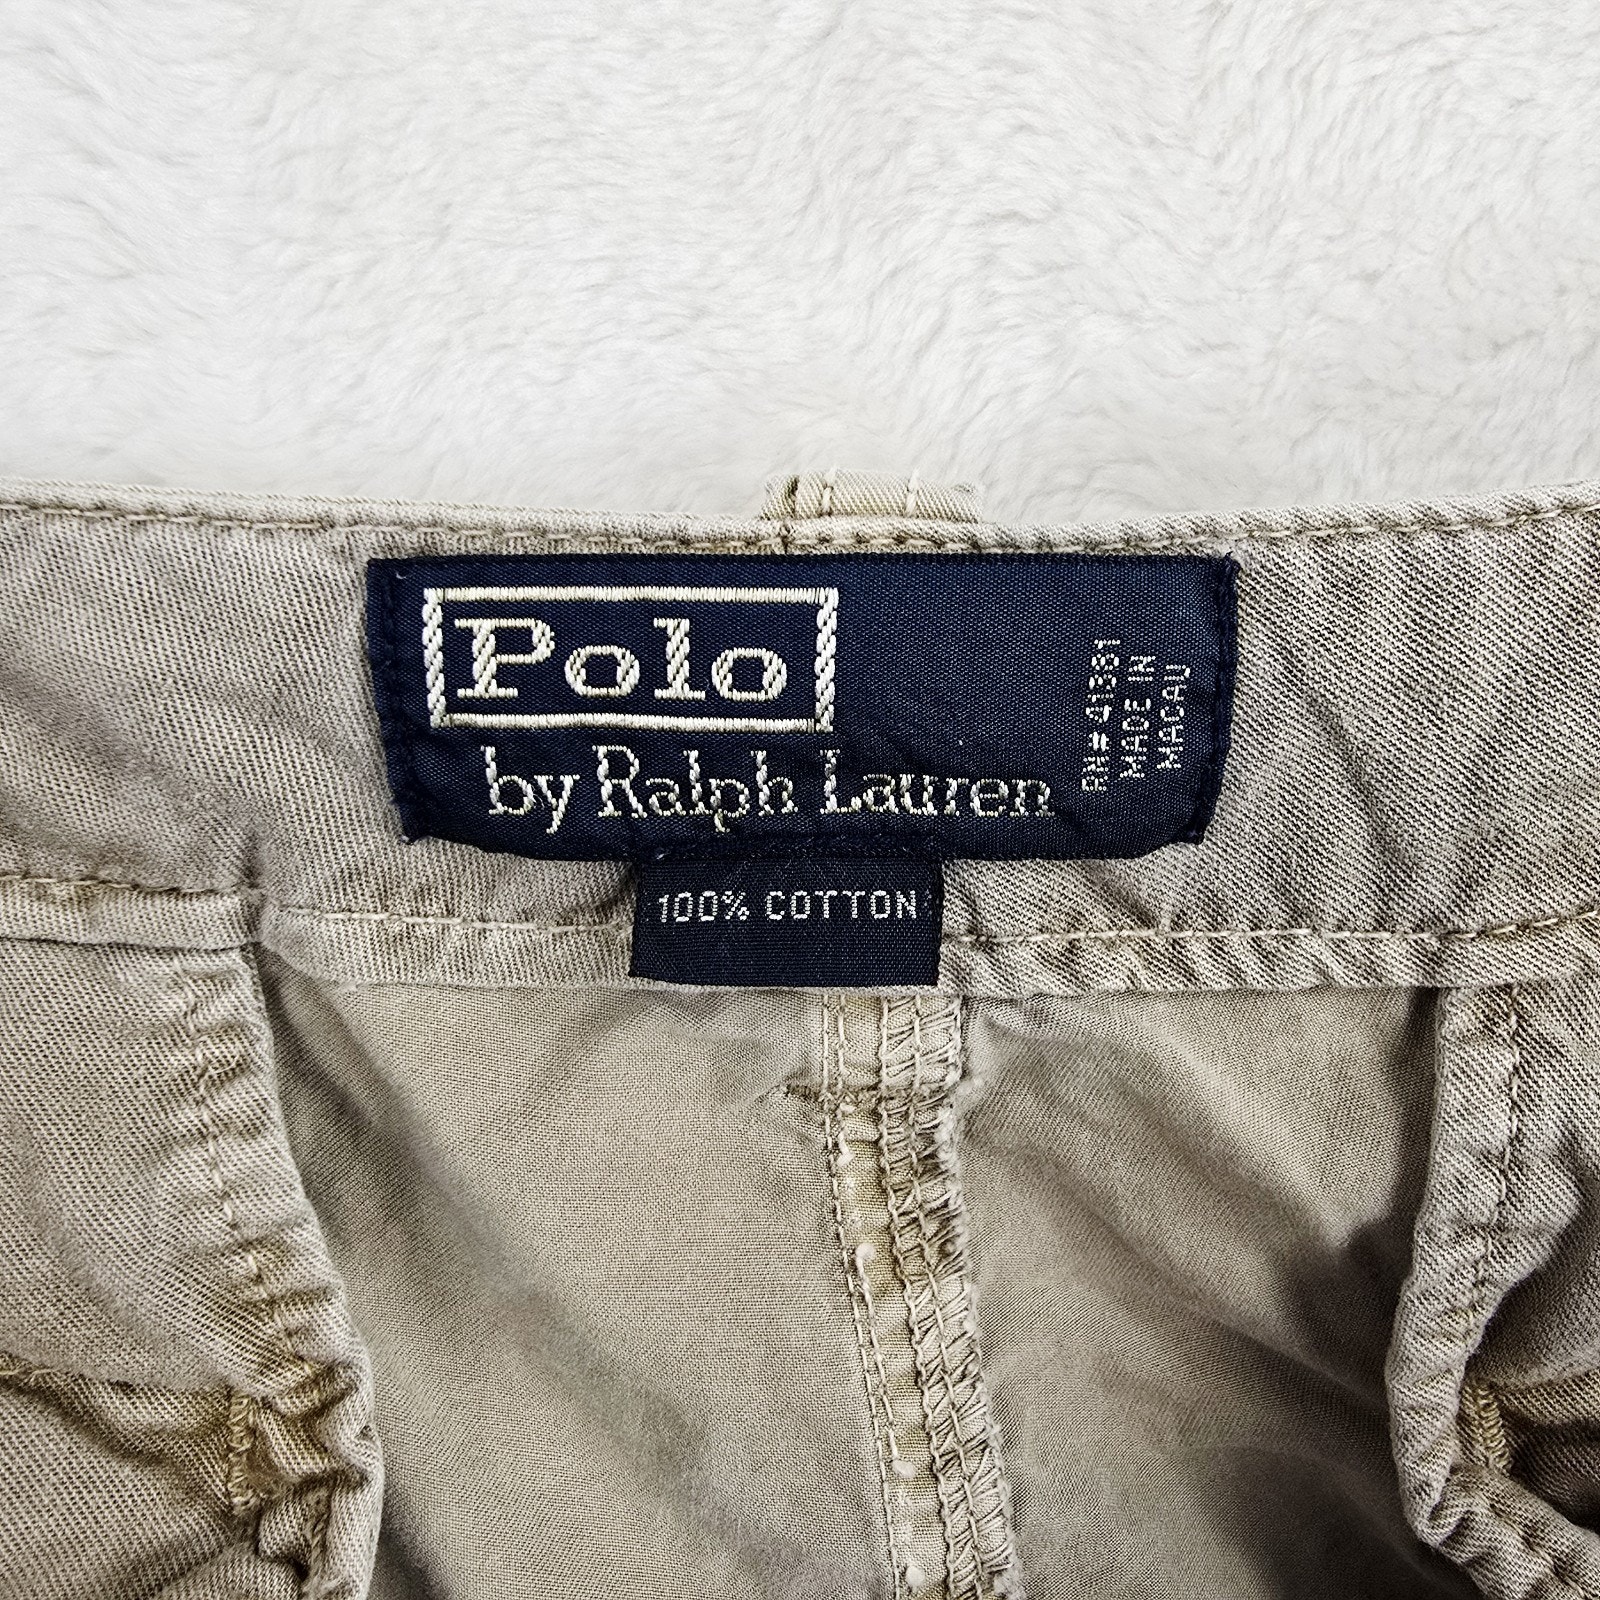 Polo
by Ralph Lauren
RN#41381
MADE IN
MACAU
100% COTTON